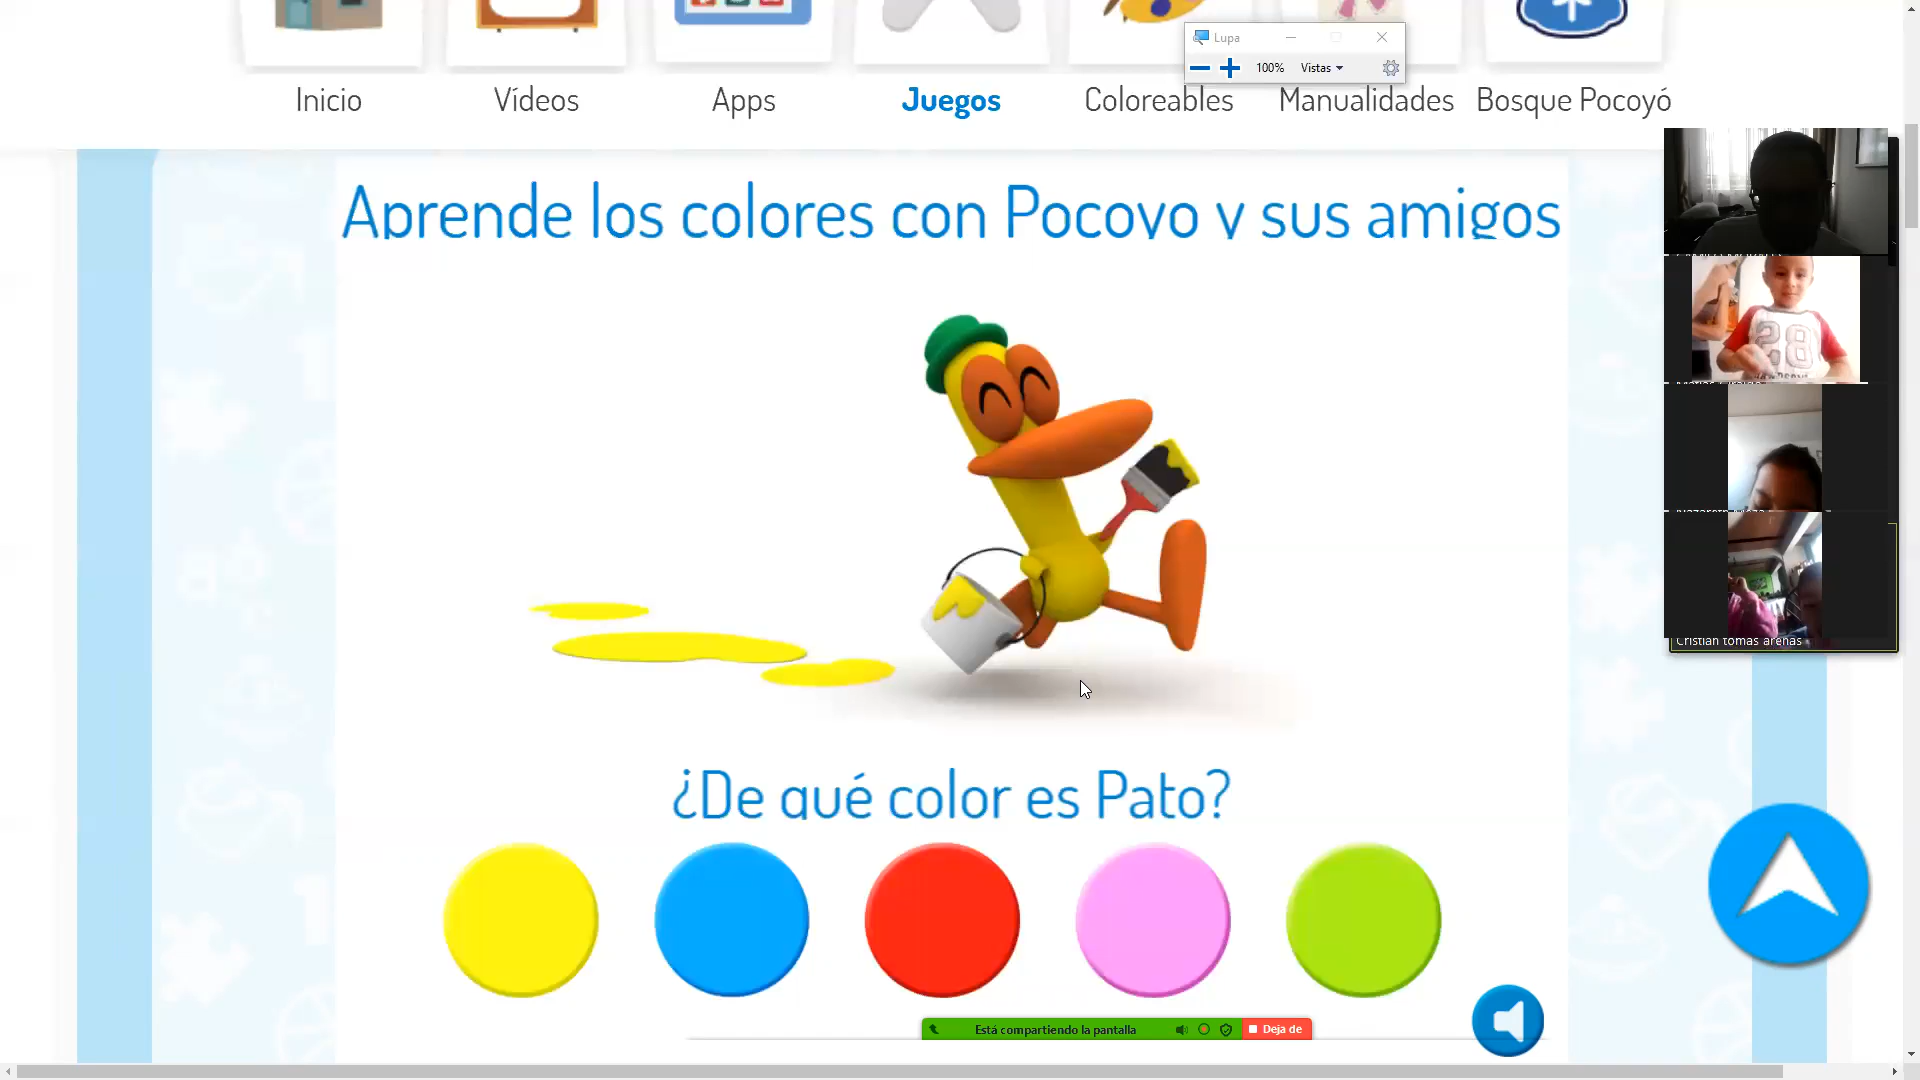 Lupa
100% Vistas
Inicio Vídeos Apps Juegos Coloreables Manualidades Bosque Pocoyó
Aprende los colores con Pocoyo y sus amigos
28
Cristian tomas arenas
¿De qué color es Pato?
Está compartiendo la pantalla Deja de